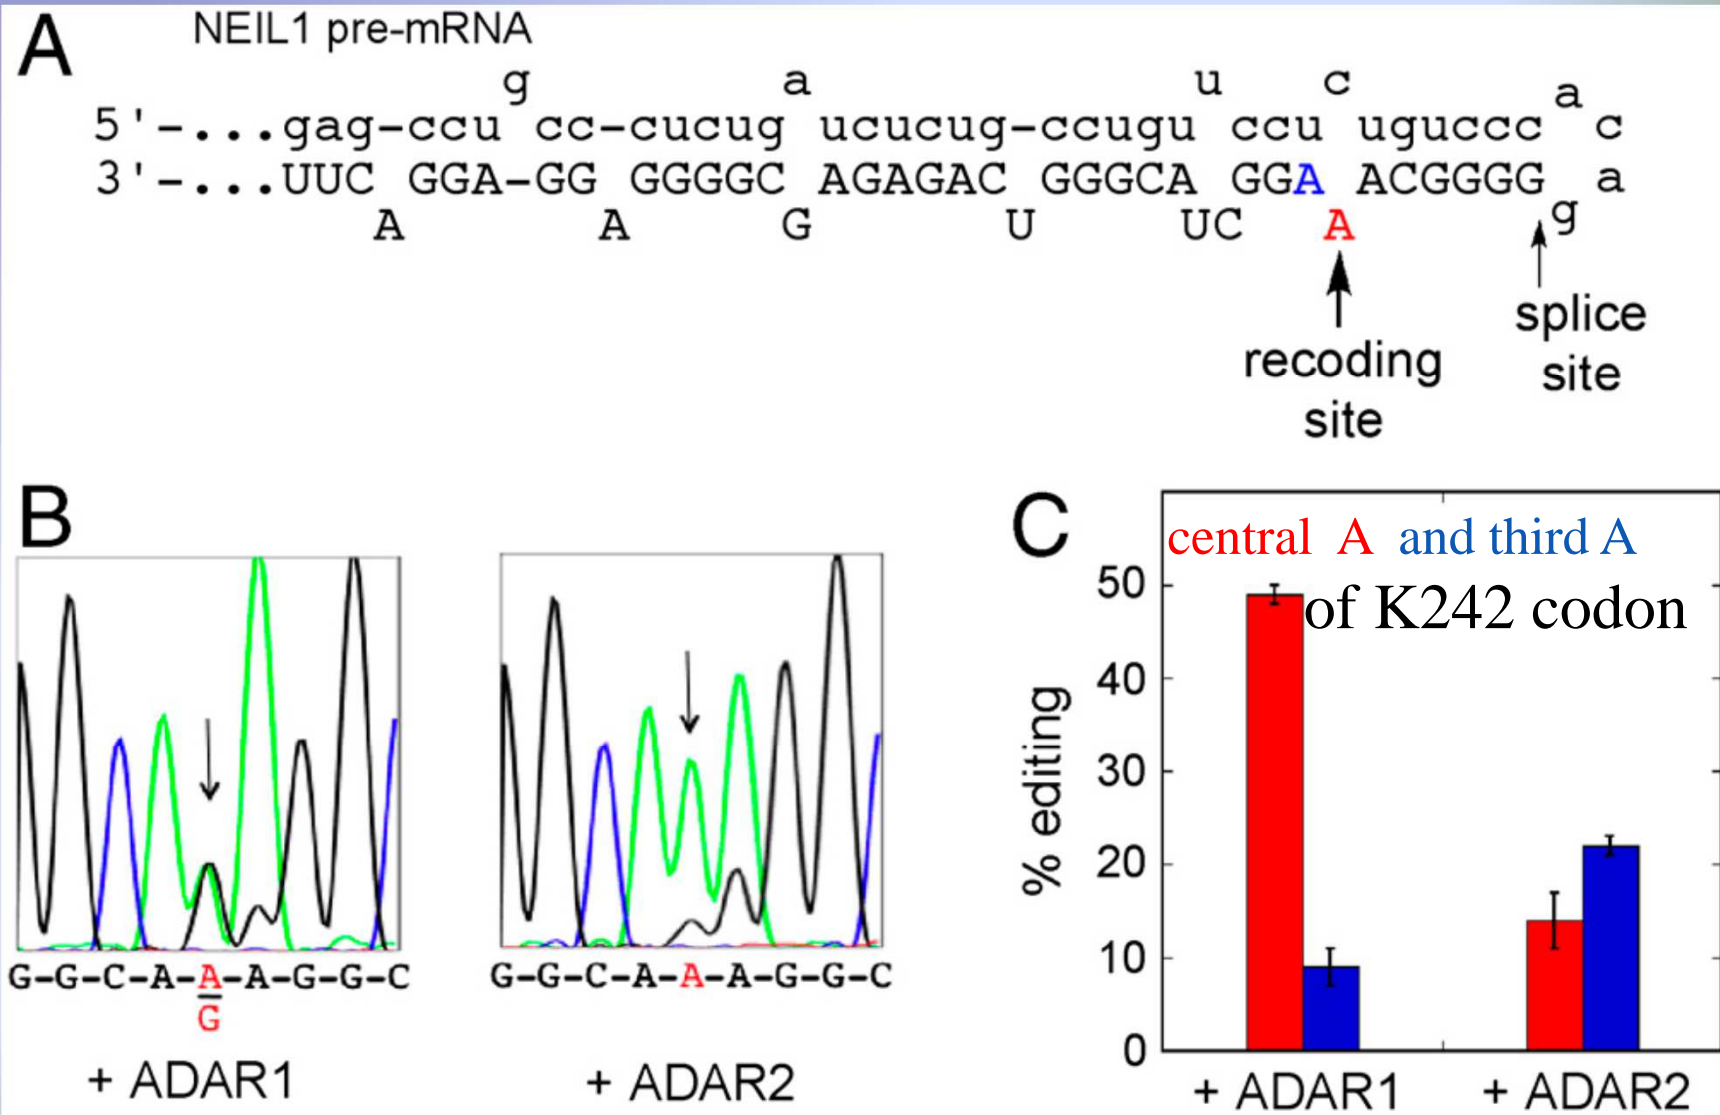 A
NEIL1 pre-mRNA
g a u c a
5'-...gag-ccu cc-cucug ucucug-ccugu ccu uguccc c
3'-...UUC GGA-GG GGGGC AGAGAC GGGCA GGA ACGGGG a
A A G U UC A g
recoding
site
splice
site
B
G-G-C-A-A-A-G-G-C
G
+ ADAR1
G-G-C-A-A-A-G-G-C
+ ADAR2
C
central A and third A
of K242 codon
% editing
50
40
30
20
10
0
+ ADAR1 + ADAR2